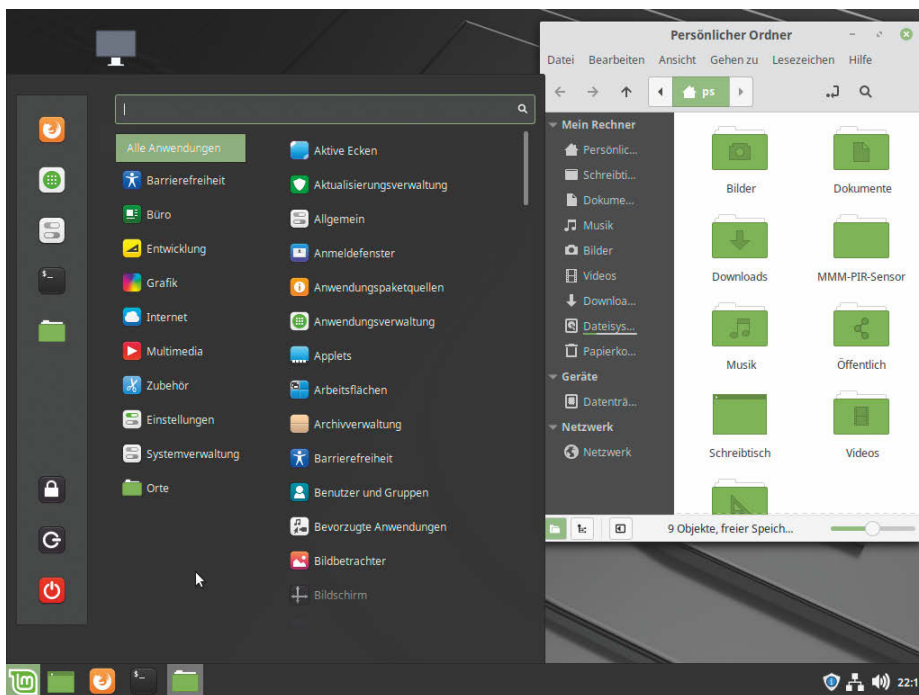 Alle Anwendungen
Barrierefreiheit
Büro
Entwicklung
Grafik
Internet
Multimedia
Zubehör
Einstellungen
Systemverwaltung
Orte
Aktive Ecken
Aktualisierungsverwaltung
Allgemein
Anmeldefenster
Anwendungspaketquellen
Anwendungsverwaltung
Applets
Arbeitsflächen
Archivverwaltung
Barrierefreiheit
Benutzer und Gruppen
Bevorzugte Anwendungen
Bildbetrachter
Bildschirm
Persönlicher Ordner
Datei Bearbeiten Ansicht Gehen zu Lesezeichen Hilfe
ps
Mein Rechner
Persönlic...
Schreibti...
Dokume...
Musik
Bilder
Videos
Downloa...
Dateisys...
Papierko...
Geräte
Datenträ...
Netzwerk
Netzwerk
Bilder
Dokumente
Downloads
MMM-PIR-Sensor
Musik
Öffentlich
Schreibtisch
Videos
9 Objekte, freier Speich...
22:1